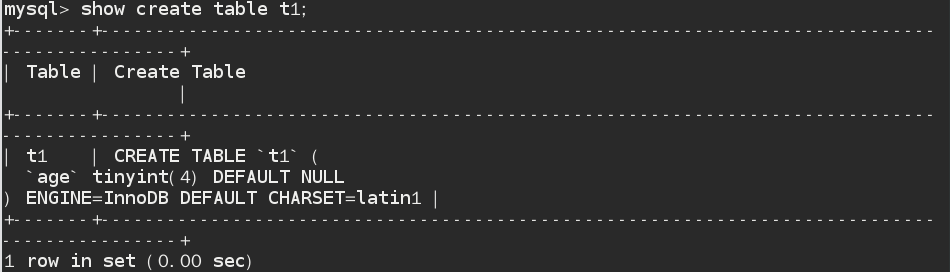 mysql> show create table t1;
+-------+---------------------------------------------------------------------------
----------------+
| Table | Create Table
                |
+-------+---------------------------------------------------------------------------
----------------+
| t1    | CREATE TABLE `t1` (
  `age` tinyint(4) DEFAULT NULL
) ENGINE=InnoDB DEFAULT CHARSET=latin1 |
+-------+---------------------------------------------------------------------------
----------------+
1 row in set (0.00 sec)